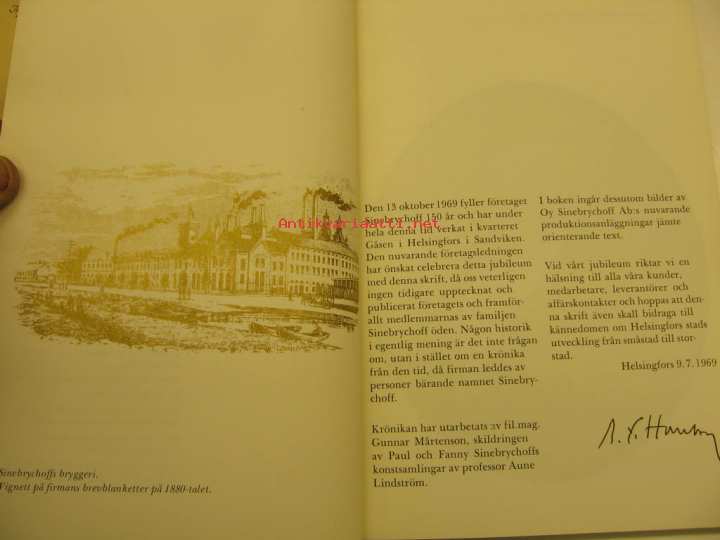 Antikvariaatti.net
Sinebrychoffs bryggeri.
Vignett på firmans brevblanketter på 1880-talet.
Den 13 oktober 1969 fyller företaget
Sinebrychoff 150 år och har under
hela denna tid verkat i kvarteret
Gåsen i Helsingfors i Sandviken.
Den nuvarande företagsledningen
har önskat celebrera detta jubileum
med denna skrift, då oss veterligen
ingen tidigare upptecknat och
publicerat företagets och framför-
allt medlemmarnas av familjen
Sinebrychoff öden. Någon historik
i egentlig mening är det inte frågan
om, utan i stället om en krönika
från den tid, då firman leddes av
personer bärande namnet Sinebry-
choff.
Krönikan har utarbetats av fil.mag.
Gunnar Mårtenson, skildringen
av Paul och Fanny Sinebrychoffs
konstsamlingar av professor Aune
Lindström.
I boken ingår dessutom bilder av
Oy Sinebrychoff Ab:s nuvarande
produktionsanläggningar jämte
orienterande text.
Vid vårt jubileum riktar vi en
hälsning till alla våra kunder,
medarbetare, leverantörer och
affärskontakter och hoppas att den-
na skrift även skall bidraga till
kännedomen om Helsingfors stads
utveckling från småstad till stor-
stad.
Helsingfors 9.7.1969